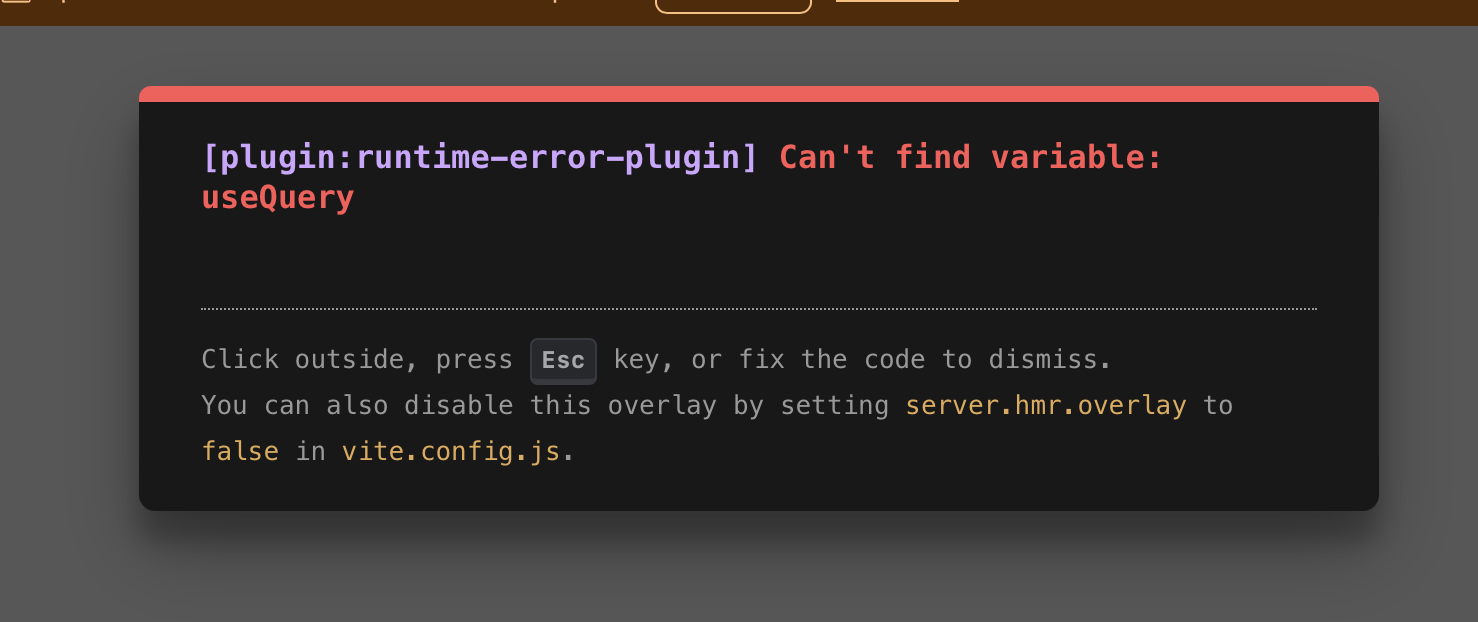 [plugin:runtime-error-plugin] Can't find variable:
useQuery
Click outside, press Esc key, or fix the code to dismiss.
You can also disable this overlay by setting server.hmr.overlay to
false in vite.config.js.